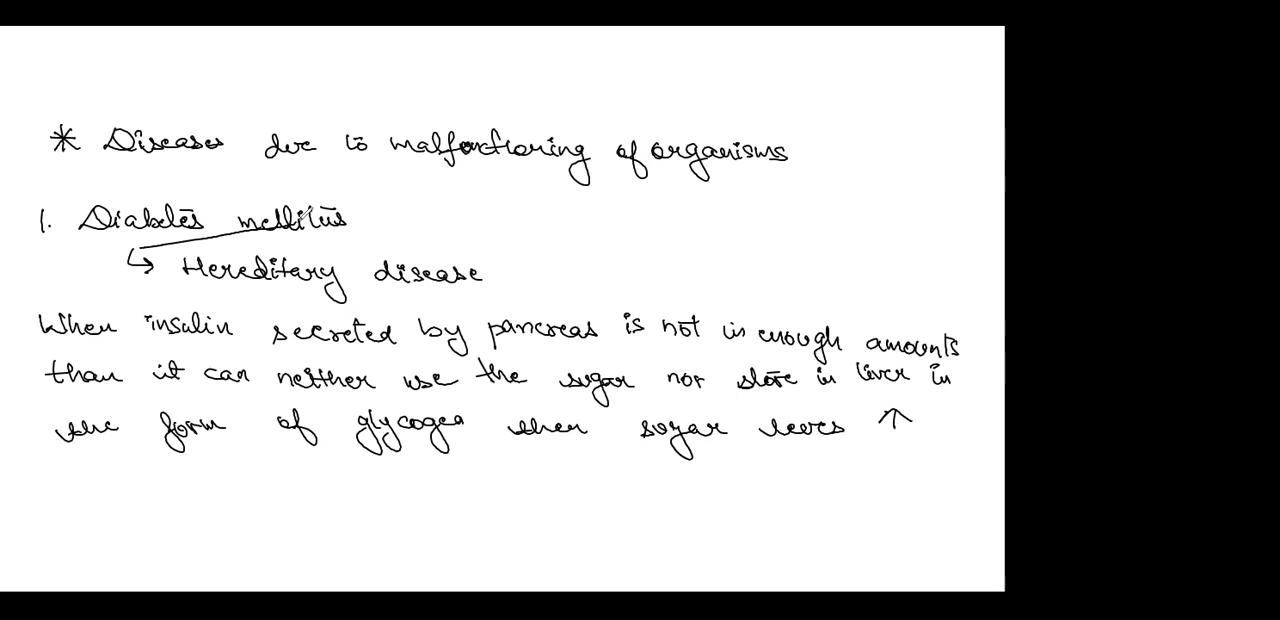 * Diseases due to malfunctioning of organisms
1. Diabetes mellitus
↳ Hereditary disease
When insulin secreted by pancreas is not in enough amounts
than it can neither use the sugar nor store in liver in
the form of glycogen then sugar leves ↑